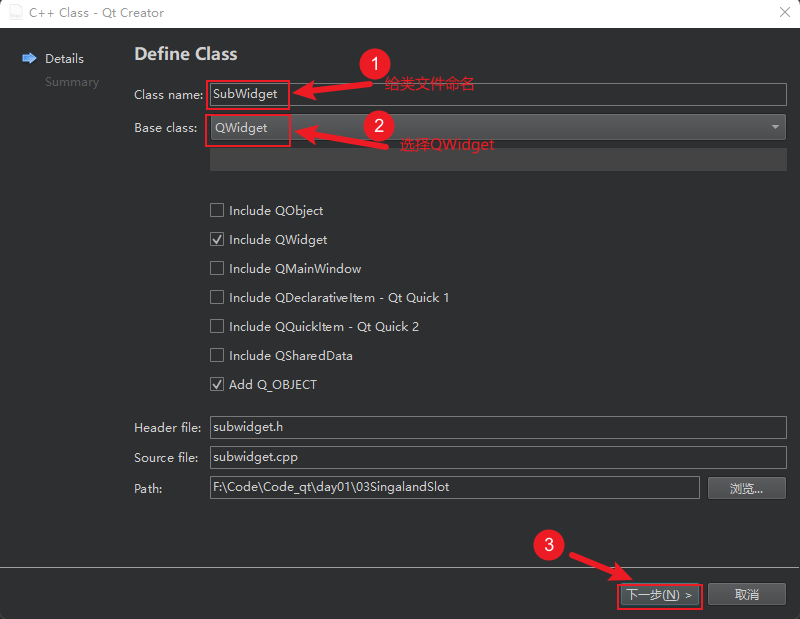 C++ Class - Qt Creator
Details
Summary
Define Class
1
给类文件命名
Class name: SubWidget
2
Base class: QWidget
选择QWidget
Include QObject
Include QWidget
Include QMainWindow
Include QDeclarativeItem - Qt Quick 1
Include QQuickItem - Qt Quick 2
Include QSharedData
Add Q_OBJECT
Header file: subwidget.h
Source file: subwidget.cpp
Path: F:\Code\Code_qt\day01\03SingalandSlot 浏览...
3
下一步(N) > 取消